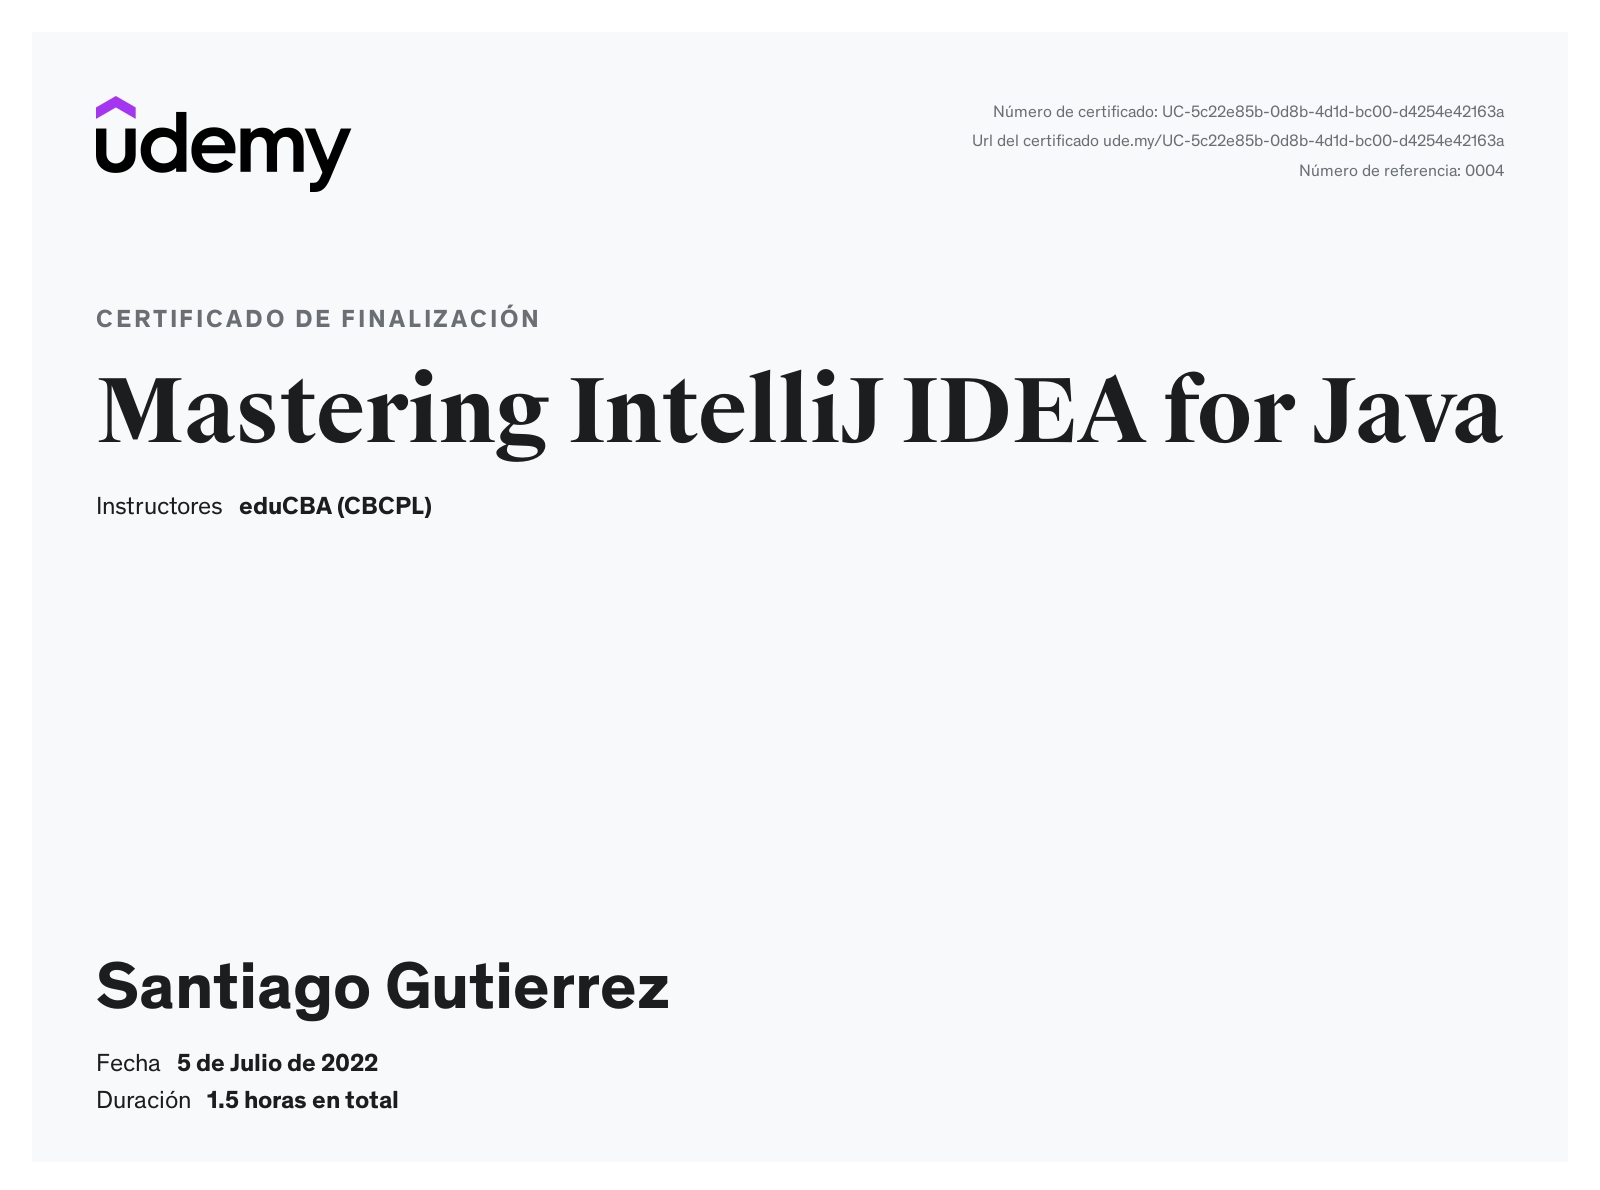 udemy
Número de certificado: UC-5c22e85b-0d8b-4d1d-bc00-d4254e42163a
Url del certificado ude.my/UC-5c22e85b-0d8b-4d1d-bc00-d4254e42163a
Número de referencia: 0004
CERTIFICADO DE FINALIZACIÓN
Mastering IntelliJ IDEA for Java
Instructores eduCBA (CBCPL)
Santiago Gutierrez
Fecha 5 de Julio de 2022
Duración 1.5 horas en total